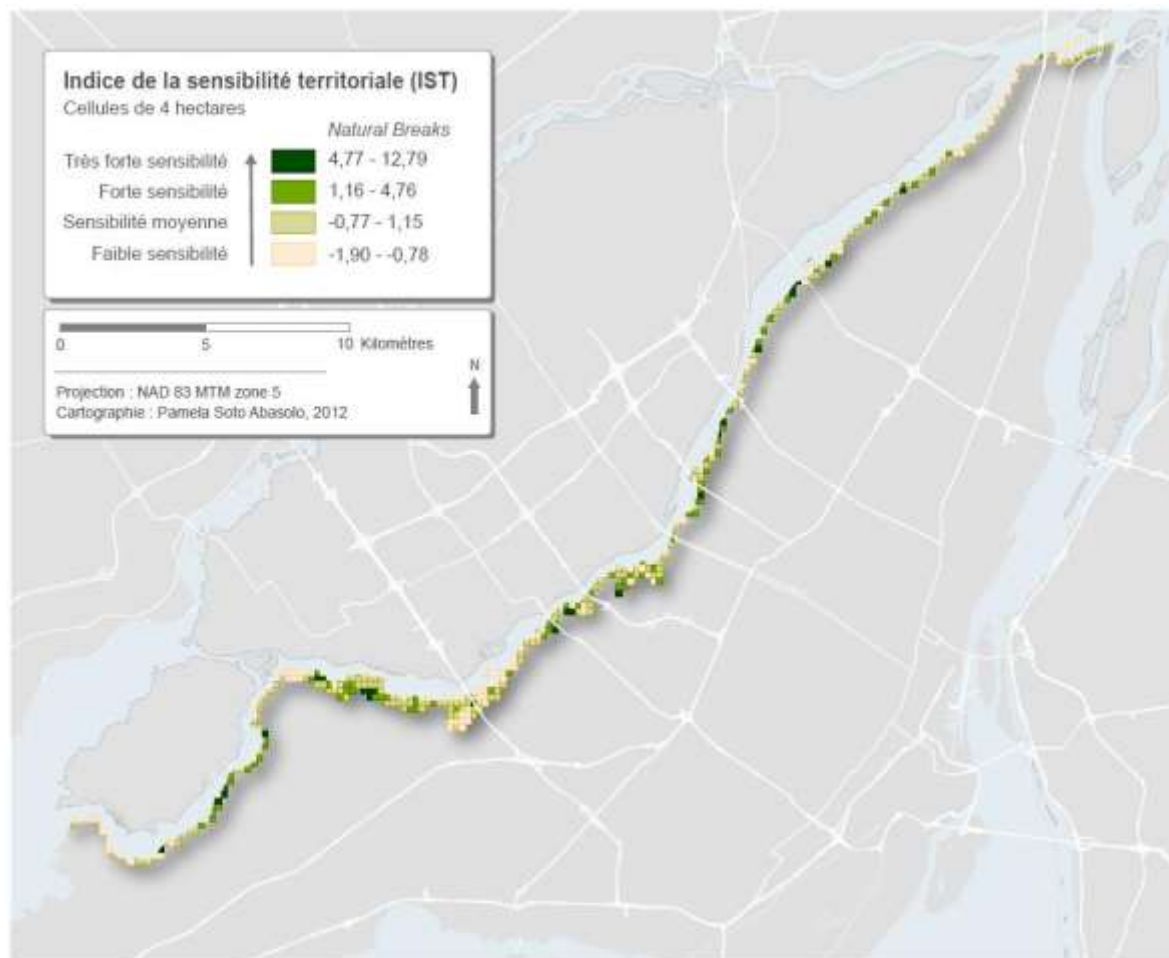 Indice de la sensibilité territoriale (IST)
Cellules de 4 hectares
Natural Breaks
Très forte sensibilité 4,77 - 12,79
Forte sensibilité 1,16 - 4,76
Sensibilité moyenne -0,77 - 1,15
Faible sensibilité -1,90 - -0,78
0 5 10 Kilomètres
N
Projection : NAD 83 MTM zone 5
Cartographie : Pamela Soto Abasolo, 2012